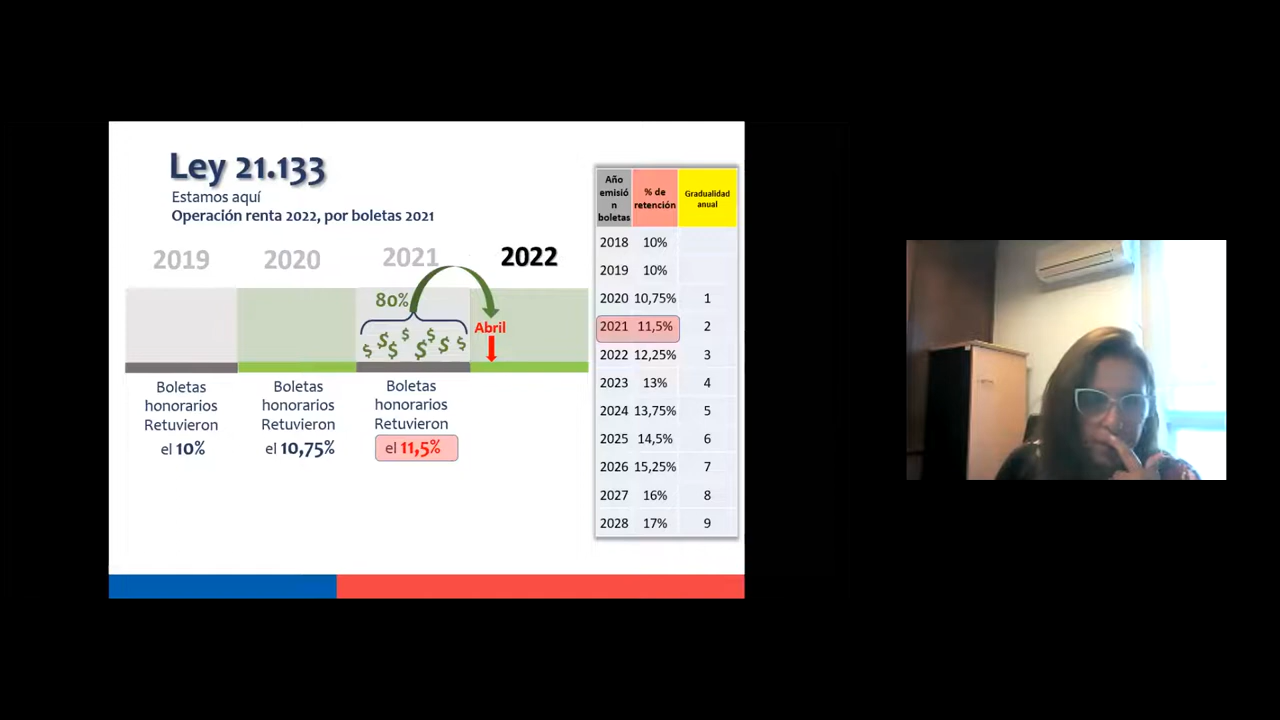 Ley 21.133
Estamos aquí
Operación renta 2022, por boletas 2021
2019 2020 2021 2022
80%
$ $ $ $ $ $ $ $
Abril
Boletas
honorarios
Retuvieron
el 10%
Boletas
honorarios
Retuvieron
el 10,75%
Boletas
honorarios
Retuvieron
el 11,5%
Año
emisió
n
boletas
% de
retención
Gradualidad
anual
2018 10%
2019 10%
2020 10,75% 1
2021 11,5% 2
2022 12,25% 3
2023 13% 4
2024 13,75% 5
2025 14,5% 6
2026 15,25% 7
2027 16% 8
2028 17% 9